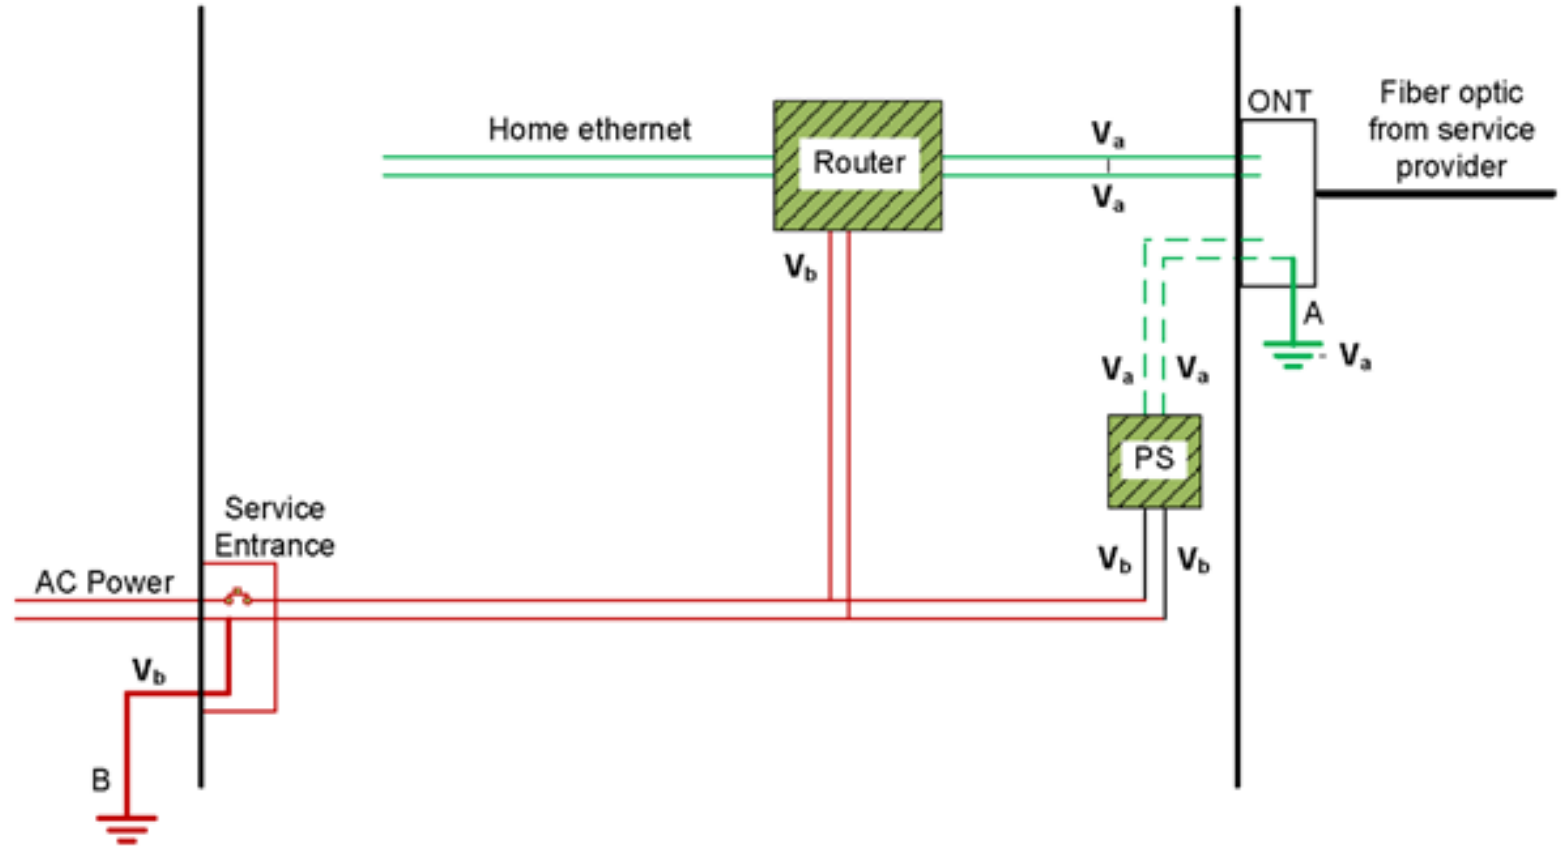 ONT
Fiber optic
from service
provider
Home ethernet
Router
Va
Va
Vb
A
Va
Va
Va
PS
Service
Entrance
Vb
Vb
AC Power
Vb
B